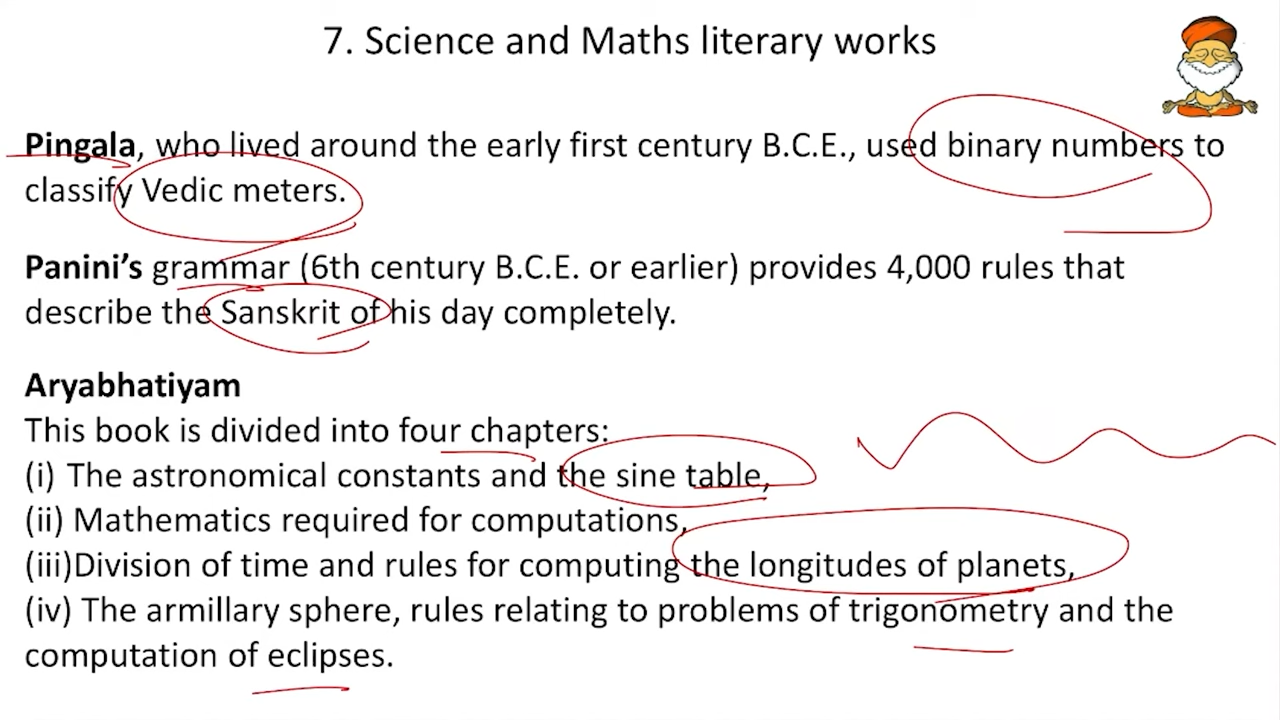 7. Science and Maths literary works
Pingala, who lived around the early first century B.C.E., used binary numbers to
classify Vedic meters.
Panini’s grammar (6th century B.C.E. or earlier) provides 4,000 rules that
describe the Sanskrit of his day completely.
Aryabhatiyam
This book is divided into four chapters:
(i) The astronomical constants and the sine table,
(ii) Mathematics required for computations,
(iii)Division of time and rules for computing the longitudes of planets,
(iv) The armillary sphere, rules relating to problems of trigonometry and the
computation of eclipses.